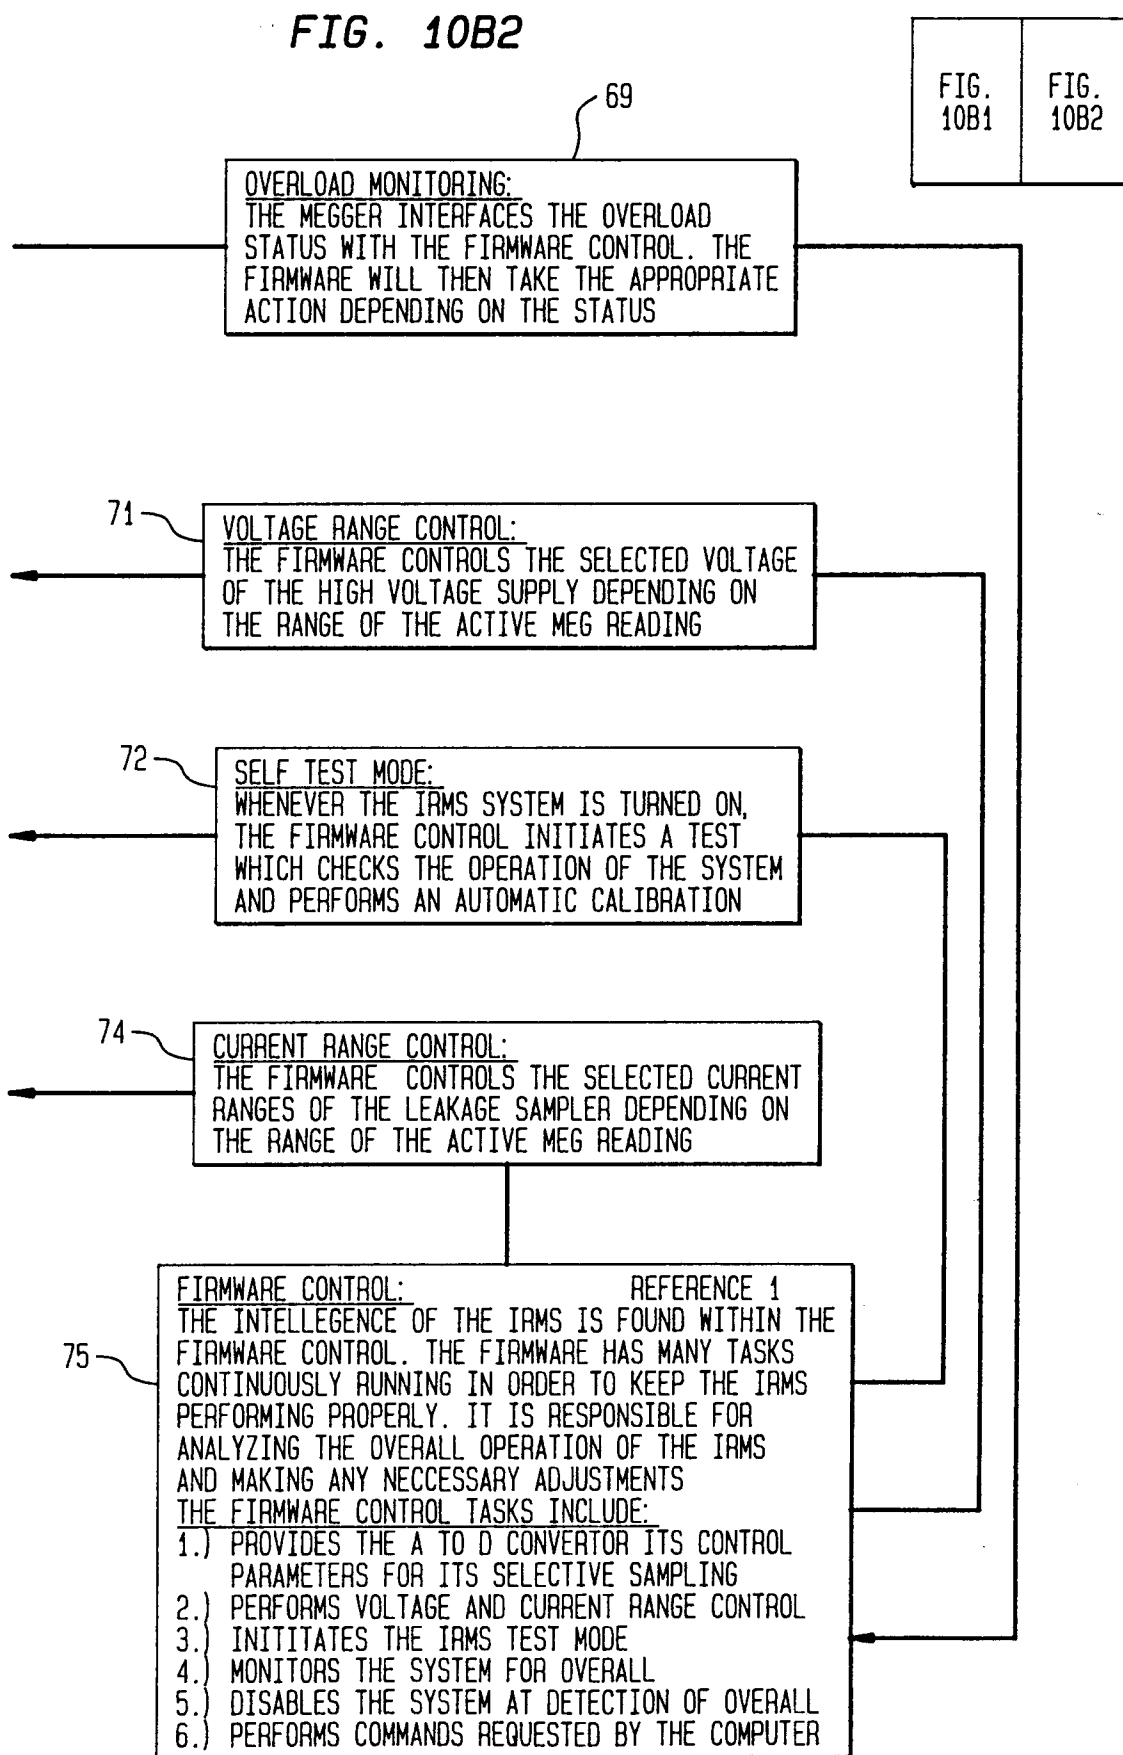 FIG. 10B2
FIG. 10B1
FIG. 10B2
69
OVERLOAD MONITORING:
THE MEGGER INTERFACES THE OVERLOAD
STATUS WITH THE FIRMWARE CONTROL. THE
FIRMWARE WILL THEN TAKE THE APPROPRIATE
ACTION DEPENDING ON THE STATUS
71
VOLTAGE RANGE CONTROL:
THE FIRMWARE CONTROLS THE SELECTED VOLTAGE
OF THE HIGH VOLTAGE SUPPLY DEPENDING ON
THE RANGE OF THE ACTIVE MEG READING
72
SELF TEST MODE:
WHENEVER THE IRMS SYSTEM IS TURNED ON,
THE FIRMWARE CONTROL INITIATES A TEST
WHICH CHECKS THE OPERATION OF THE SYSTEM
AND PERFORMS AN AUTOMATIC CALIBRATION
74
CURRENT RANGE CONTROL:
THE FIRMWARE CONTROLS THE SELECTED CURRENT
RANGES OF THE LEAKAGE SAMPLER DEPENDING ON
THE RANGE OF THE ACTIVE MEG READING
75
FIRMWARE CONTROL: REFERENCE 1
THE INTELLEGENCE OF THE IRMS IS FOUND WITHIN THE
FIRMWARE CONTROL. THE FIRMWARE HAS MANY TASKS
CONTINUOUSLY RUNNING IN ORDER TO KEEP THE IRMS
PERFORMING PROPERLY. IT IS RESPONSIBLE FOR
ANALYZING THE OVERALL OPERATION OF THE IRMS
AND MAKING ANY NECCESSARY ADJUSTMENTS
THE FIRMWARE CONTROL TASKS INCLUDE:
1.) PROVIDES THE A TO D CONVERTOR ITS CONTROL
PARAMETERS FOR ITS SELECTIVE SAMPLING
2.) PERFORMS VOLTAGE AND CURRENT RANGE CONTROL
3.) INITITATES THE IRMS TEST MODE
4.) MONITORS THE SYSTEM FOR OVERALL
5.) DISABLES THE SYSTEM AT DETECTION OF OVERALL
6.) PERFORMS COMMANDS REQUESTED BY THE COMPUTER